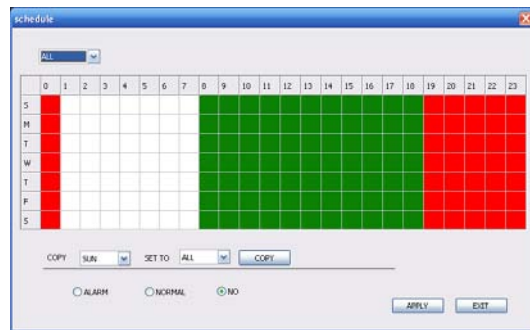 schedule
ALL
0 1 2 3 4 5 6 7 8 9 10 11 12 13 14 15 16 17 18 19 20 21 22 23
S
M
T
W
T
F
S
COPY SUN SET TO ALL COPY
ALARM NORMAL NO
APPLY EXIT